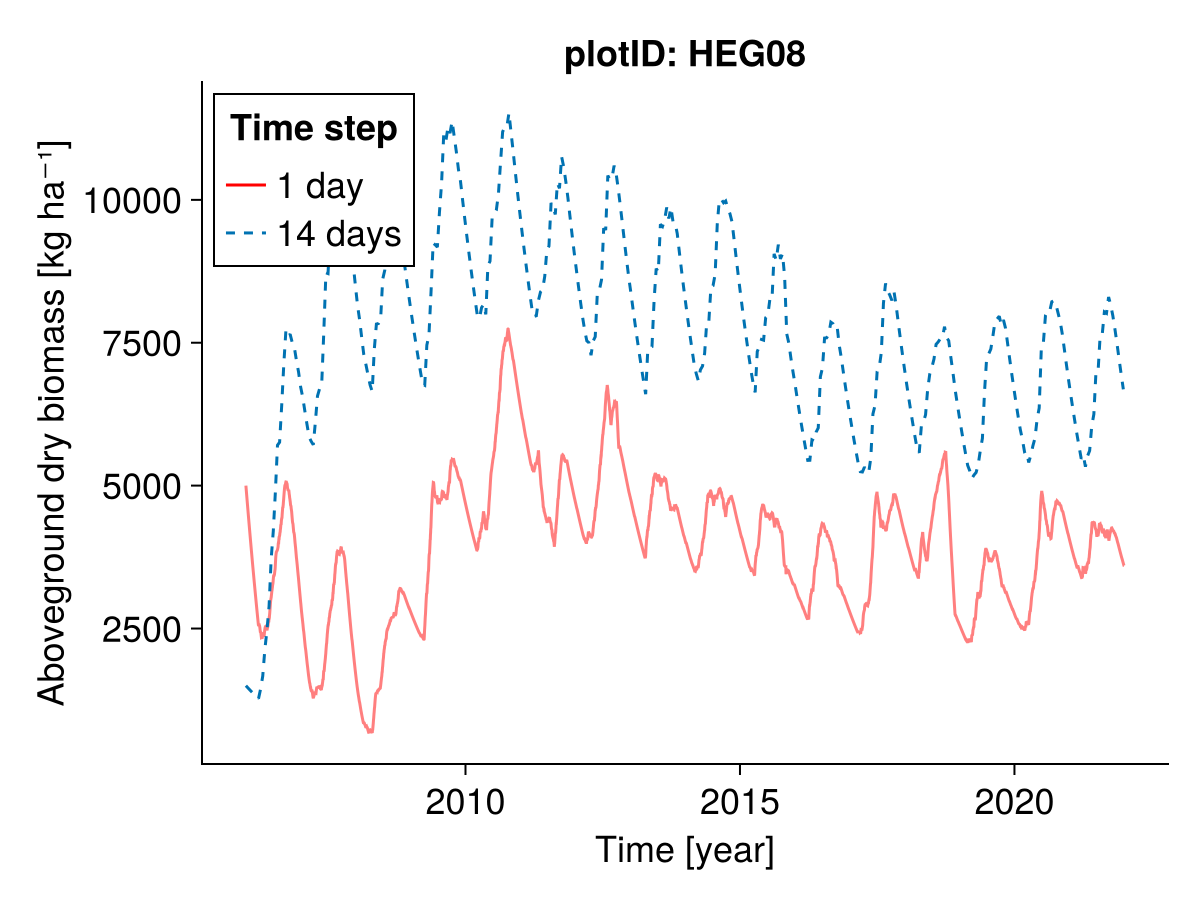 plotID: HEG08
Time step
1 day
14 days
Aboveground dry biomass [kg ha⁻¹]
10000
7500
5000
2500
2010 2015 2020
Time [year]